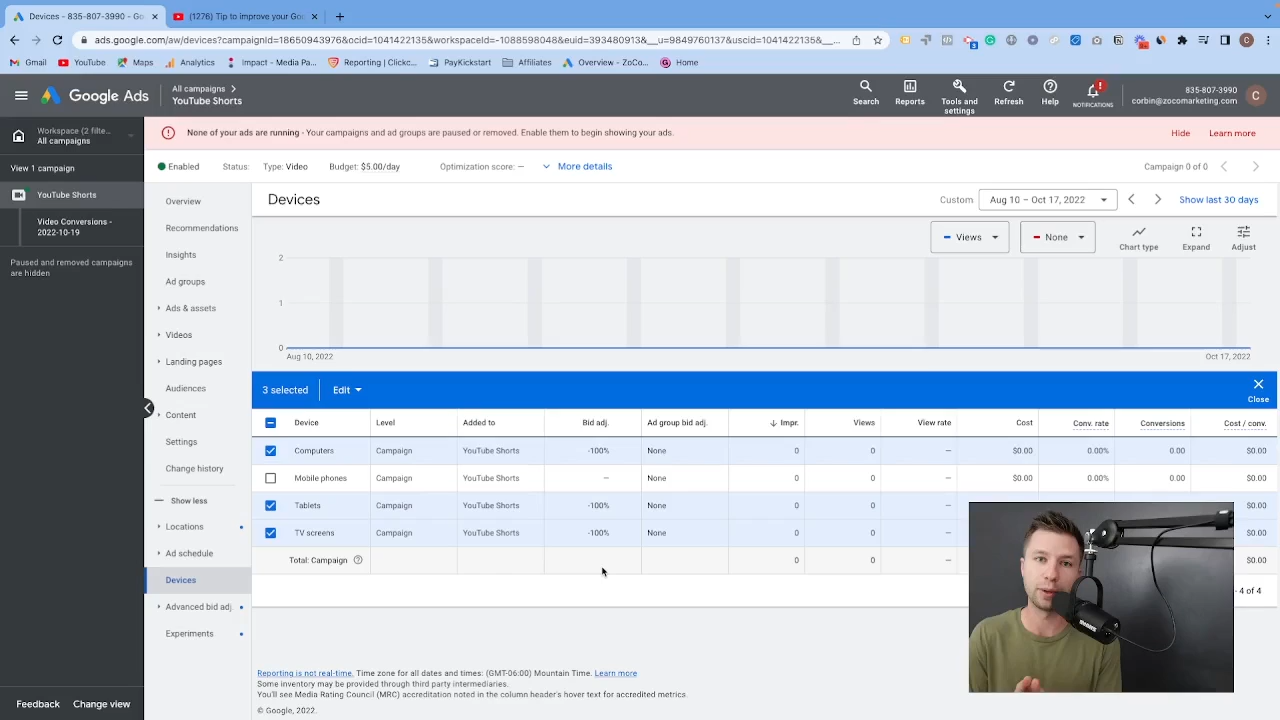 Devices - 835-807-3990 - Go
(1276) Tip to improve your Goo
ads.google.com/aw/devices?campaignId=18650943976&ocid=1041422135&workspaceId=-1088598048&euid=393480913&__u=9849760137&uscid=1041422135&__...
Gmail
YouTube
Maps
Analytics
Impact - Media Pa...
Reporting | Clickc...
PayKickstart
Affiliates
Overview - ZoCo...
Home
Google Ads
All campaigns
YouTube Shorts
Search
Reports
Tools and settings
Refresh
Help
NOTIFICATIONS
835-807-3990
corbin@zocomarketing.com
C
Workspace (2 filte...
All campaigns
View 1 campaign
YouTube Shorts
Video Conversions -
2022-10-19
Paused and removed campaigns
are hidden
None of your ads are running - Your campaigns and ad groups are paused or removed. Enable them to begin showing your ads.
Hide
Learn more
Enabled Status: Type: Video Budget: $5.00/day Optimization score: — More details
Campaign 0 of 0
Overview
Recommendations
Insights
Ad groups
Ads & assets
Videos
Landing pages
Audiences
Content
Settings
Change history
Show less
Locations
Ad schedule
Devices
Advanced bid adj.
Experiments
Devices
Custom Aug 10 – Oct 17, 2022
Show last 30 days
Views
None
Chart type
Expand
Adjust
2
1
0
Aug 10, 2022
Oct 17, 2022
3 selected Edit
Close
Device Level Added to Bid adj. Ad group bid adj. Impr. Views View rate Cost Conv. rate Conversions Cost / conv.
Computers Campaign YouTube Shorts -100% None 0 0 — $0.00 0.00% 0.00 $0.00
Mobile phones Campaign YouTube Shorts — None 0 0 — $0.00 0.00% 0.00 $0.00
Tablets Campaign YouTube Shorts -100% None 0 0 — $0.00
TV screens Campaign YouTube Shorts -100% None 0 0 — $0.00
Total: Campaign 0 0 — $0.00
- 4 of 4
Reporting is not real-time. Time zone for all dates and times: (GMT-06:00) Mountain Time. Learn more
Some inventory may be provided through third party intermediaries.
You'll see Media Rating Council (MRC) accreditation noted in the column header's hover text for accredited metrics.
© Google, 2022.
Feedback
Change view